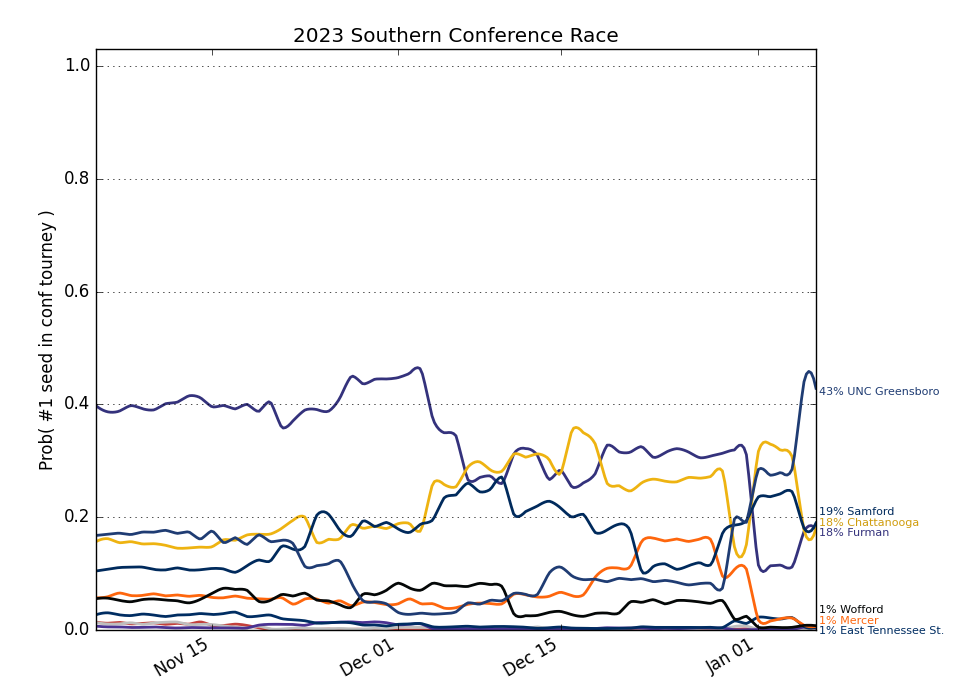 2023 Southern Conference Race
Prob( #1 seed in conf tourney )
1.0
0.8
0.6
0.4
0.2
0.0
Nov 15
Dec 01
Dec 15
Jan 01
43% UNC Greensboro
19% Samford
18% Chattanooga
18% Furman
1% Wofford
1% Mercer
1% East Tennessee St.